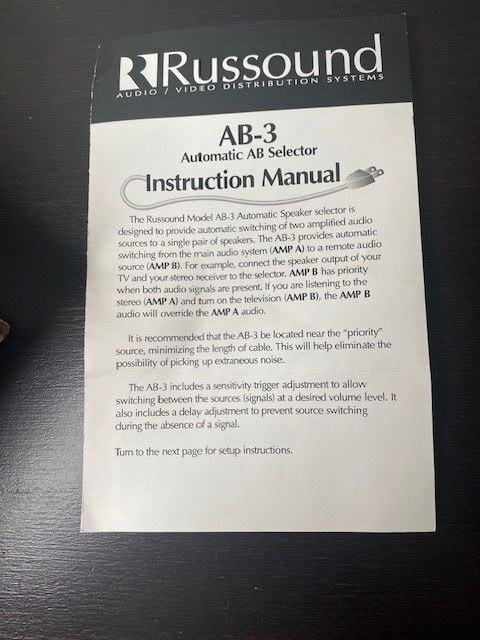 Russound
AUDIO / VIDEO DISTRIBUTION SYSTEMS
AB-3
Automatic AB Selector
Instruction Manual
The Russound Model AB-3 Automatic Speaker selector is
designed to provide automatic switching of two amplified audio
sources to a single pair of speakers. The AB-3 provides automatic
switching from the main audio system (AMP A) to a remote audio
source (AMP B). For example, connect the speaker output of your
TV and your stereo receiver to the selector. AMP B has priority
when both audio signals are present. If you are listening to the
stereo (AMP A) and turn on the television (AMP B), the AMP B
audio will override the AMP A audio.
It is recommended that the AB-3 be located near the "priority"
source, minimizing the length of cable. This will help eliminate the
possibility of picking up extraneous noise.
The AB-3 includes a sensitivity trigger adjustment to allow
switching between the sources (signals) at a desired volume level. It
also includes a delay adjustment to prevent source switching
during the absence of a signal.
Turn to the next page for setup instructions.